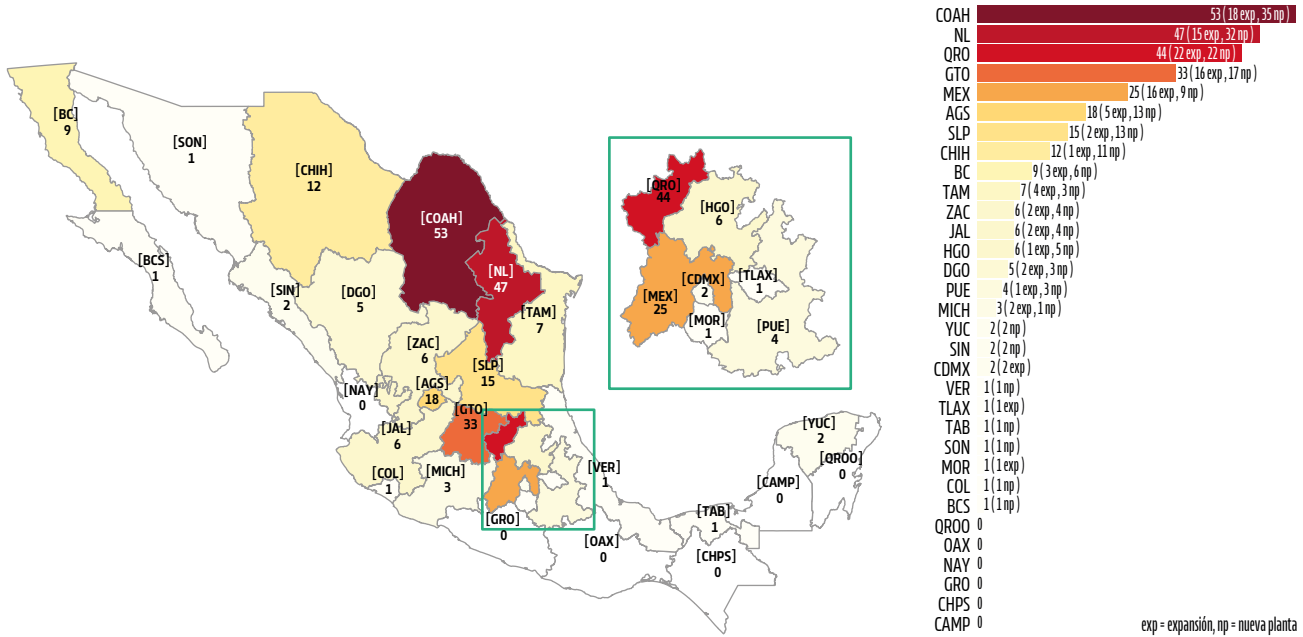 [BC]
9
[SON]
1
[CHIH]
12
[COAH]
53
[BCS]
1
[SIN]
2
[DGO]
5
[NL]
47
[TAM]
7
[ZAC]
6
[SLP]
15
[NAY]
0
[AGS]
18
[GTO]
33
[JAL]
6
[COL]
1
[MICH]
3
[GRO]
0
[VER]
1
[OAX]
0
[TAB]
1
[CHPS]
0
[CAMP]
0
[YUC]
2
[QROO]
0
[QRO]
44
[HGO]
6
[CDMX]
2
[TLAX]
1
[MEX]
25
[MOR]
1
[PUE]
4
COAH 53 (18 exp, 35 np)
NL 47 (15 exp, 32 np)
QRO 44 (22 exp, 22 np)
GTO 33 (16 exp, 17 np)
MEX 25 (16 exp, 9 np)
AGS 18 (5 exp, 13 np)
SLP 15 (2 exp, 13 np)
CHIH 12 (1 exp, 11 np)
BC 9 (3 exp, 6 np)
TAM 7 (4 exp, 3 np)
ZAC 6 (2 exp, 4 np)
JAL 6 (2 exp, 4 np)
HGO 6 (1 exp, 5 np)
DGO 5 (2 exp, 3 np)
PUE 4 (1 exp, 3 np)
MICH 3 (2 exp, 1 np)
YUC 2 (2 np)
SIN 2 (2 np)
CDMX 2 (2 exp)
VER 1 (1 np)
TLAX 1 (1 exp)
TAB 1 (1 np)
SON 1 (1 np)
MOR 1 (1 exp)
COL 1 (1 np)
BCS 1 (1 np)
QROO 0
OAX 0
NAY 0
GRO 0
CHPS 0
CAMP 0
exp = expansión, np = nueva planta